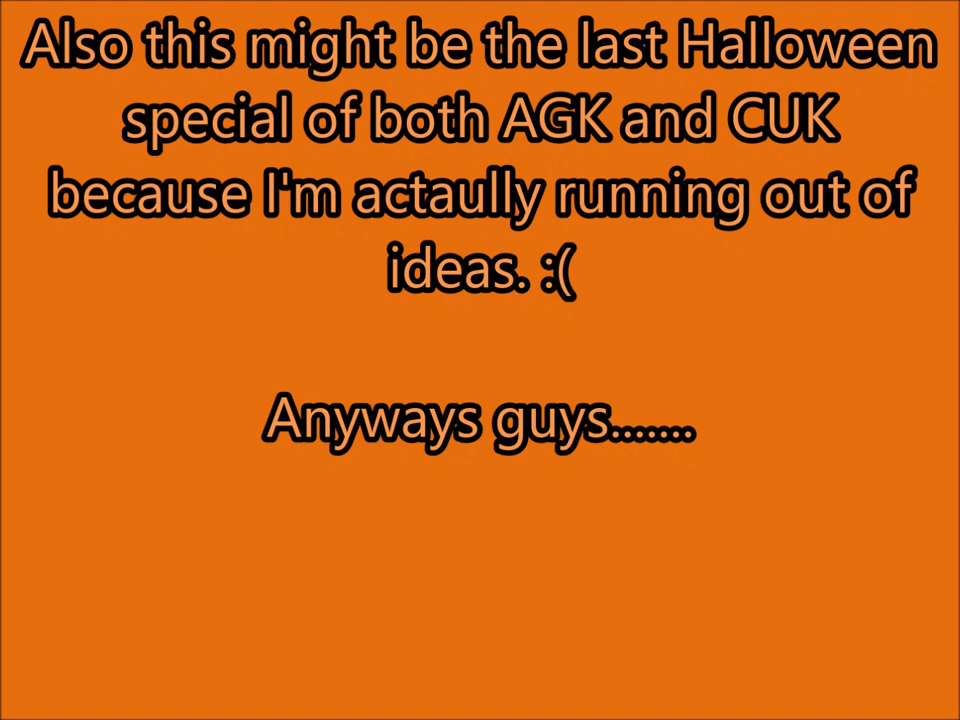 Also this might be the last Halloween
special of both AGK and CUK
because I'm actaully running out of
ideas. :(
Anyways guys.......